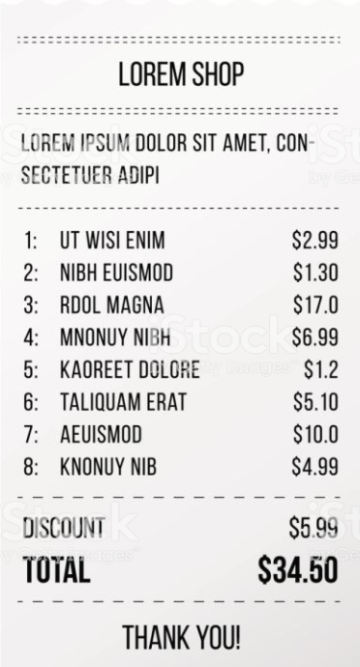 LOREM SHOP
LOREM IPSUM DOLOR SIT AMET, CON-
SECTETUER ADIPI
1: UT WISI ENIM $2.99
2: NIBH EUISMOD $1.30
3: RDOL MAGNA $17.0
4: MNONUY NIBH $6.99
5: KAOREET DOLORE $1.2
6: TALIQUAM ERAT $5.10
7: AEUISMOD $10.0
8: KNONUY NIB $4.99
DISCOUNT $5.99
TOTAL $34.50
THANK YOU!
iStock
by Getty Images™